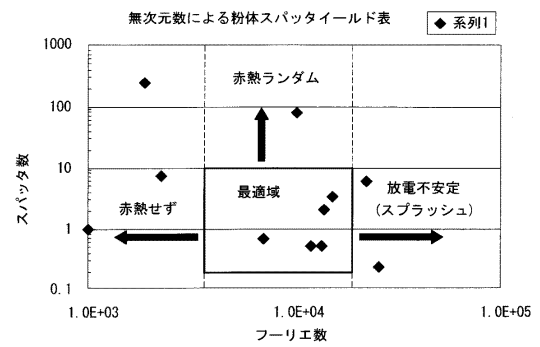 無次元数による粉体スパッタイールド表
◆ 系列1
1000
100
10
1
0.1
スパッタ数
赤熱ランダム
最適域
赤熱せず
放電不安定
(スプラッシュ)
1.0E+03
1.0E+04
1.0E+05
フーリエ数